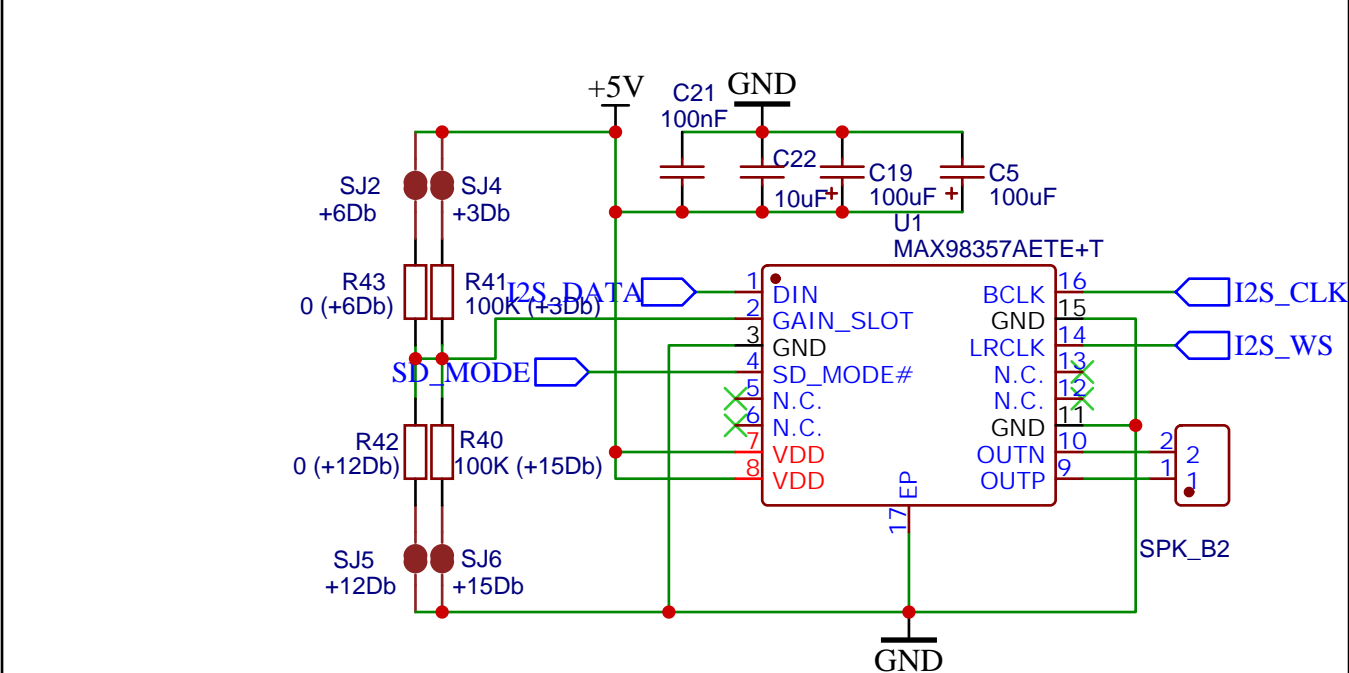 +5V
GND
C21
100nF
C22
10uF
+
C19
100uF
+
C5
100uF
SJ2
+6Db
SJ4
+3Db
U1
MAX98357AETE+T
R43
0 (+6Db)
R41
100K (+3Db)
I2S_DATA
SD_MODE
1
DIN
2
GAIN_SLOT
3
GND
4
SD_MODE#
5
N.C.
6
N.C.
7
VDD
8
VDD
16
BCLK
15
GND
14
LRCLK
13
N.C.
12
N.C.
11
GND
10
OUTN
9
OUTP
17
EP
I2S_CLK
I2S_WS
2
2
1
1
SPK_B2
R42
0 (+12Db)
R40
100K (+15Db)
SJ5
+12Db
SJ6
+15Db
GND